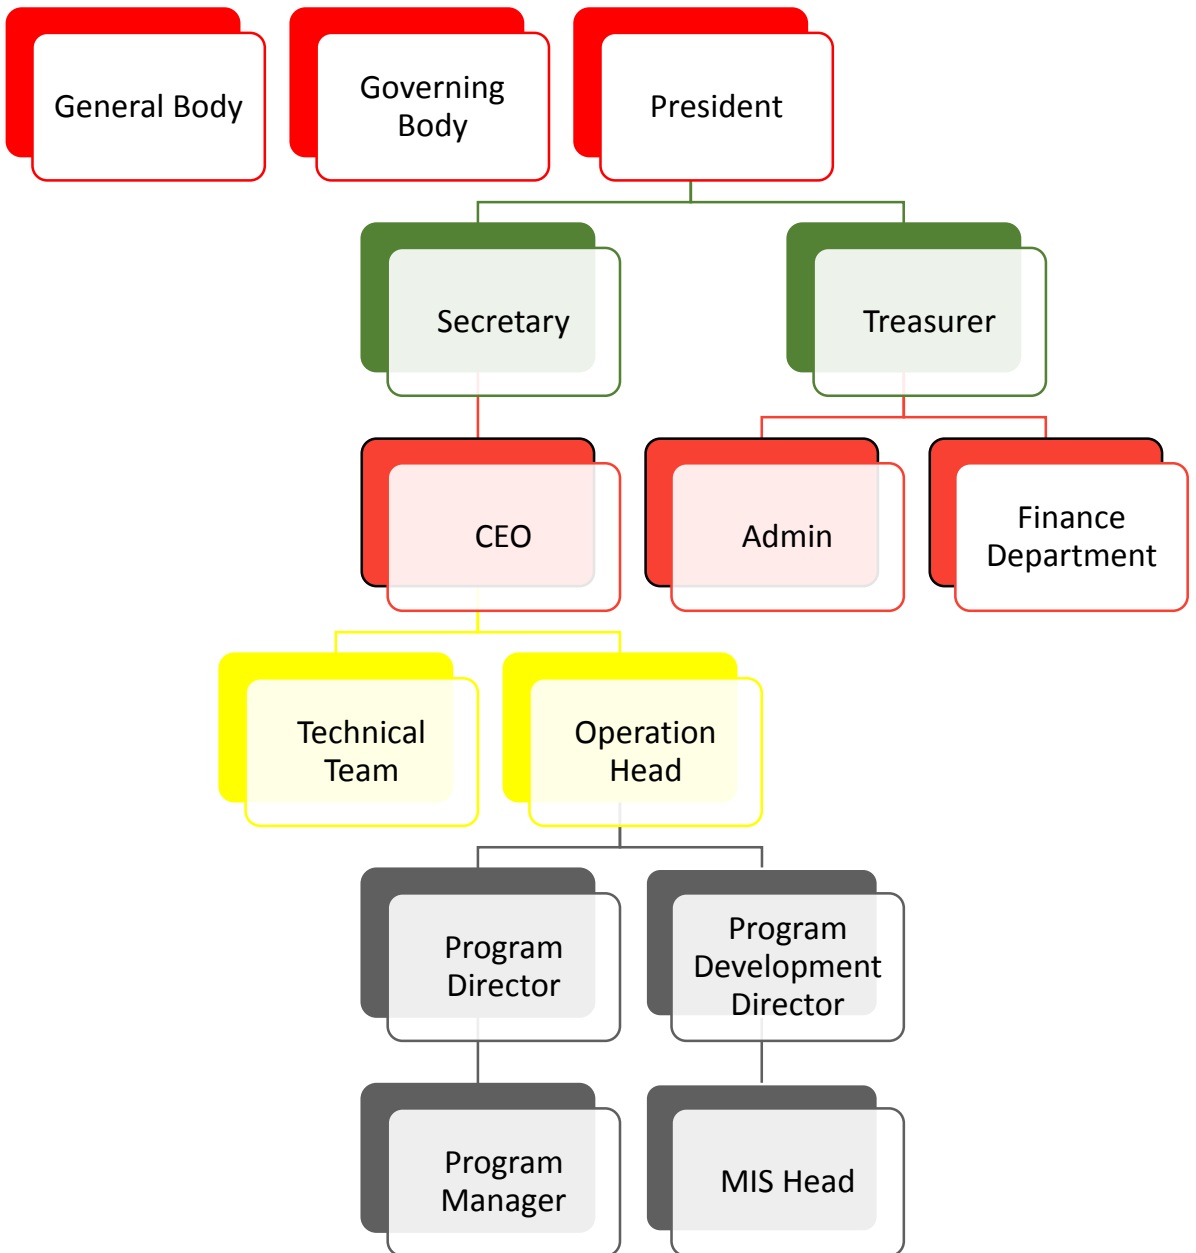 General Body
Governing
Body
President
Secretary
Treasurer
CEO
Admin
Finance
Department
Technical
Team
Operation
Head
Program
Director
Program
Development
Director
Program
Manager
MIS Head